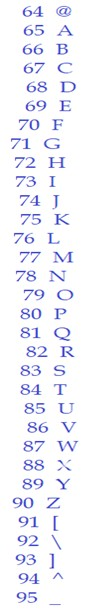 64 @
65 A
66 B
67 C
68 D
69 E
70 F
71 G
72 H
73 I
74 J
75 K
76 L
77 M
78 N
79 O
80 P
81 Q
82 R
83 S
84 T
85 U
86 V
87 W
88 X
89 Y
90 Z
91 [
92 \
93 ]
94 ^
95 _